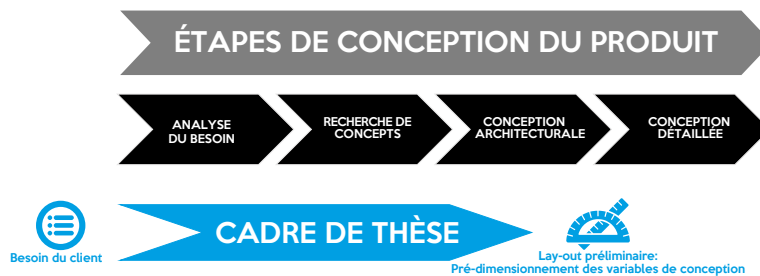 ÉTAPES DE CONCEPTION DU PRODUIT
ANALYSE
DU BESOIN
RECHERCHE DE
CONCEPTS
CONCEPTION
ARCHITECTURALE
CONCEPTION
DÉTAILLÉE
CADRE DE THÈSE
Besoin du client
Lay-out préliminaire:
Pré-dimensionnement des variables de conception